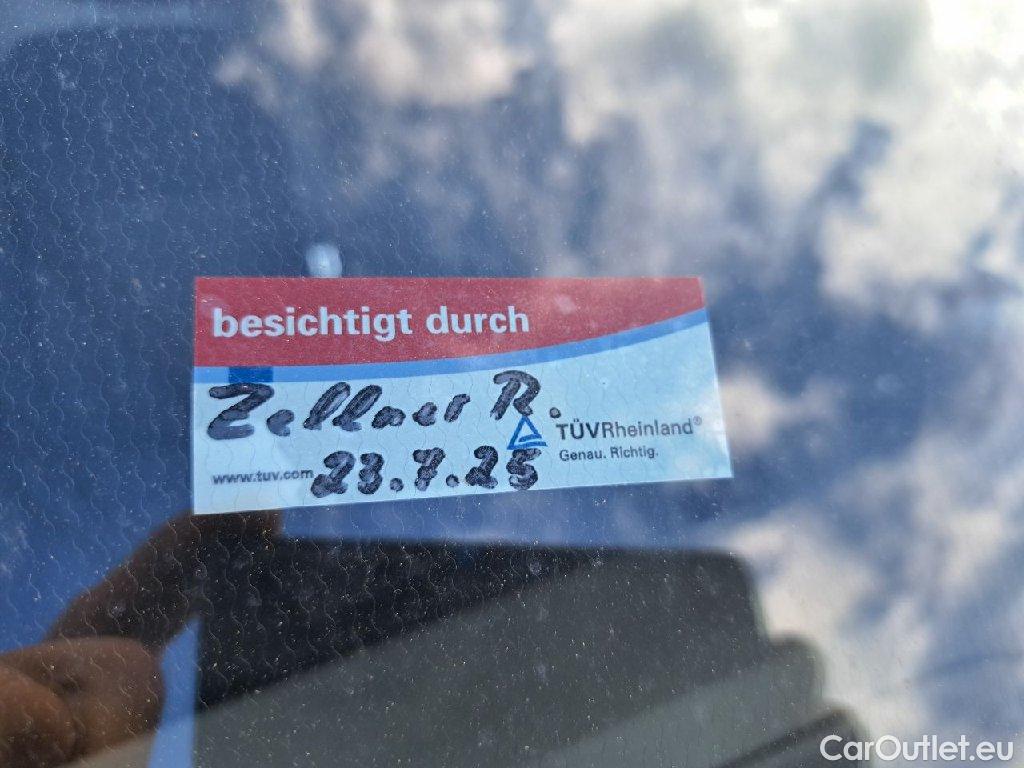 besichtigt durch
Zellner R.
TÜVRheinland®
Genau. Richtig.
www.tuv.com
23.7.25
CarOutlet.eu